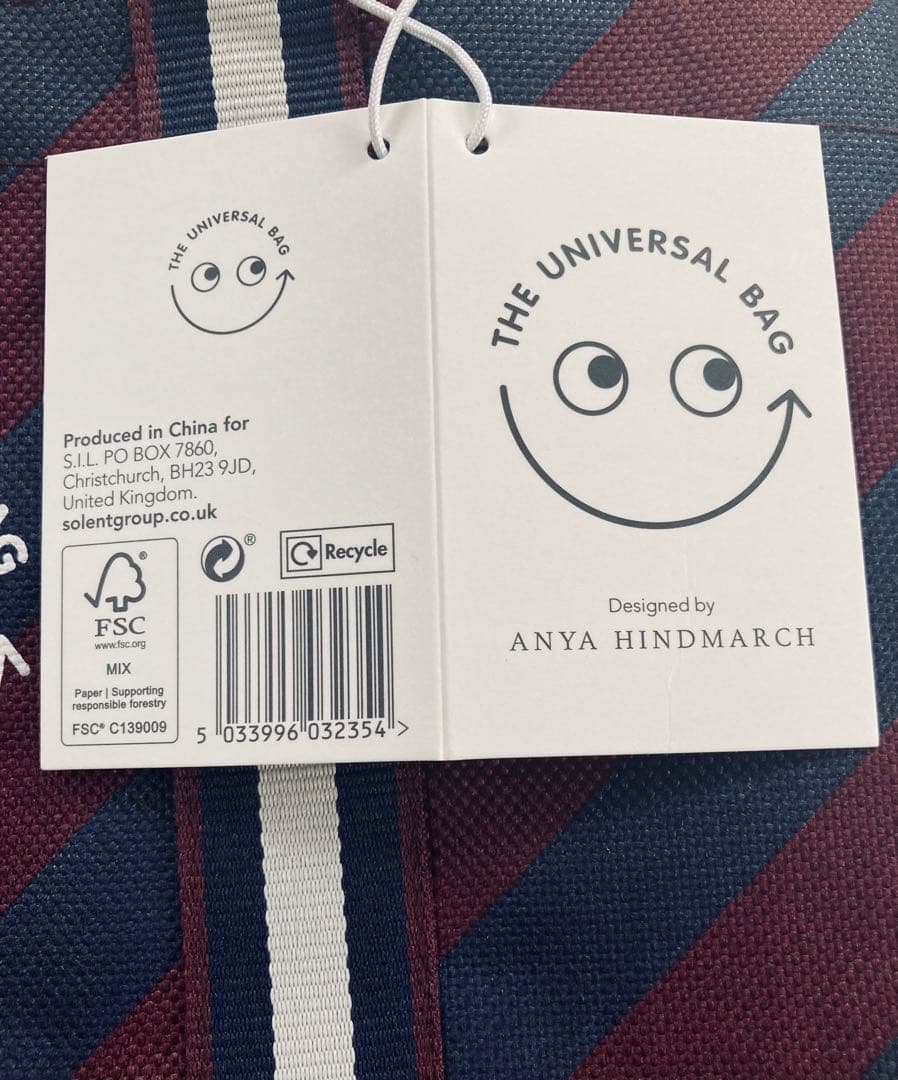 THE UNIVERSAL BAG
Produced in China for
S.I.L. PO BOX 7860,
Christchurch, BH23 9JD,
United Kingdom.
solentgroup.co.uk
®
FSC
www.fsc.org
MIX
Paper | Supporting
responsible forestry
FSC® C139009
®
Recycle
5 033996 032354 >
THE UNIVERSAL BAG
Designed by
ANYA HINDMARCH